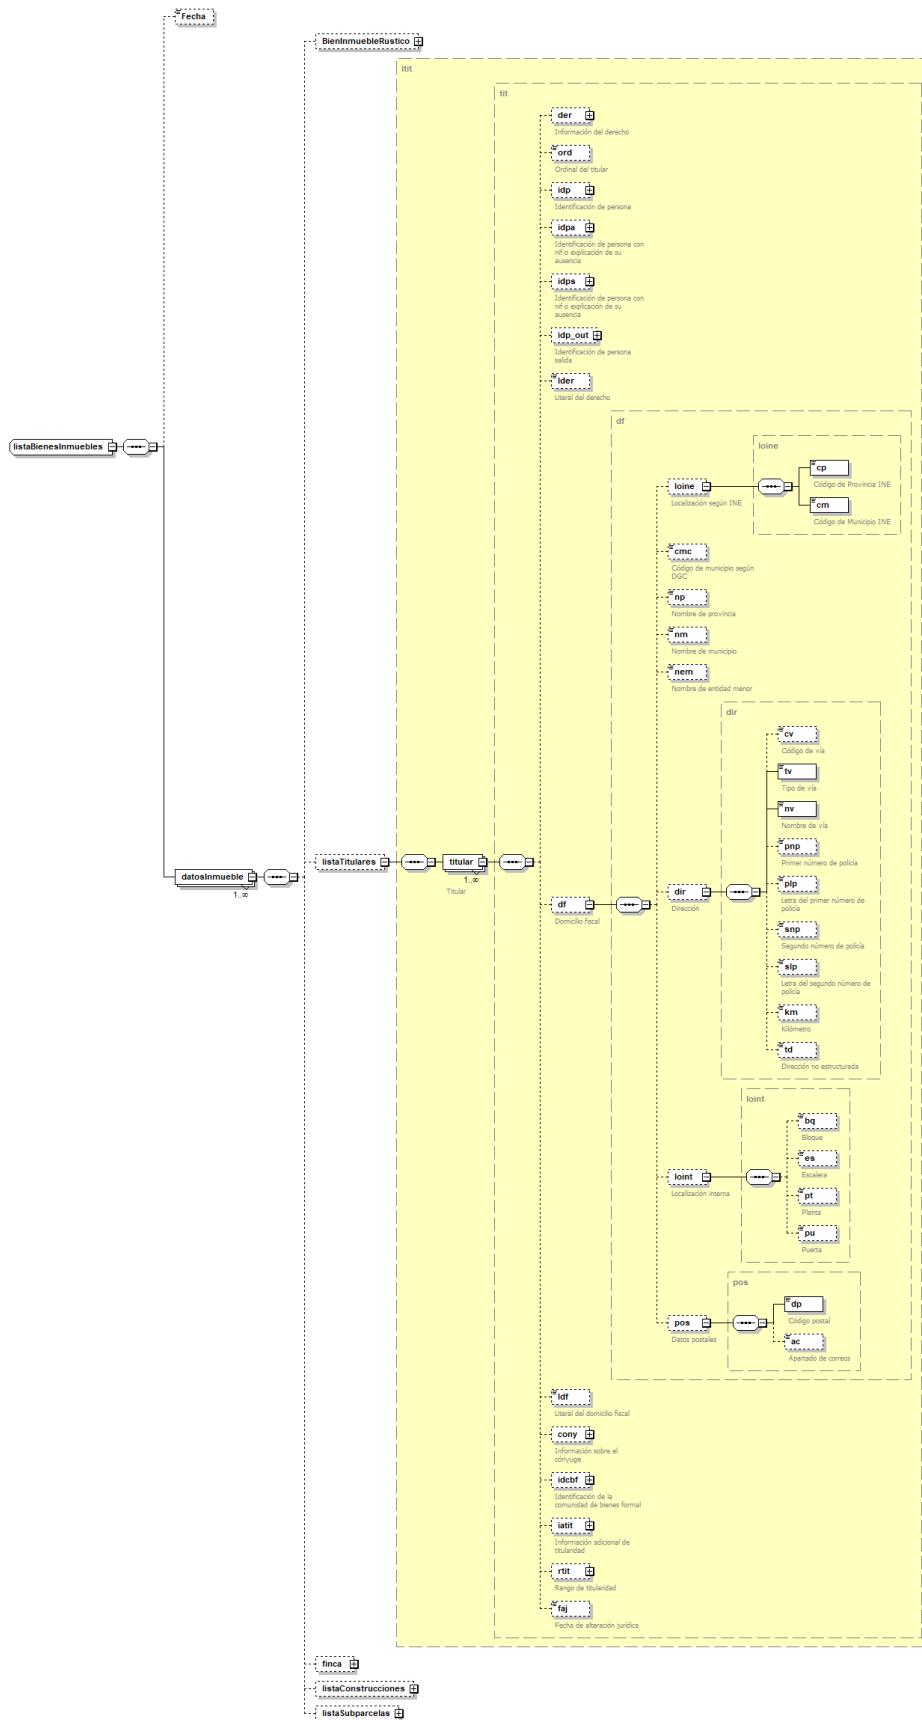 Fecha
BienInmuebleRustico
ltit
tit
der
Información del derecho
ord
Ordinal del titular
idp
Identificación de persona
idpa
Identificación de persona con
nif o explicación de su
ausencia
idps
Identificación de persona con
nif o explicación de su
ausencia
idp_out
Identificación de persona
salida
lder
Literal del derecho
df
loine
cp
Código de Provincia INE
cm
Código de Municipio INE
loine
Localización según INE
listaBienesInmuebles
cmc
Código de municipio según
DGC
np
Nombre de provincia
nm
Nombre de municipio
nem
Nombre de entidad menor
dir
cv
Código de vía
tv
Tipo de vía
nv
Nombre de vía
pnp
Primer número de policía
plp
Letra del primer número de
policía
snp
Segundo número de policía
slp
Letra del segundo número de
policía
km
Kilómetro
td
Dirección no estructurada
datosInmueble
1..∞
listaTitulares
titular
1..∞
Titular
df
Domicilio fiscal
dir
Dirección
loint
bq
Bloque
es
Escalera
pt
Planta
pu
Puerta
loint
Localización interna
pos
dp
Código postal
ac
Apartado de correos
pos
Datos postales
ldf
Literal del domicilio fiscal
cony
Información sobre el
cónyuge
idcbf
Identificación de la
comunidad de bienes formal
iatit
Información adicional de
titularidad
rtit
Rango de titularidad
faj
Fecha de alteración jurídica
finca
listaConstrucciones
listaSubparcelas